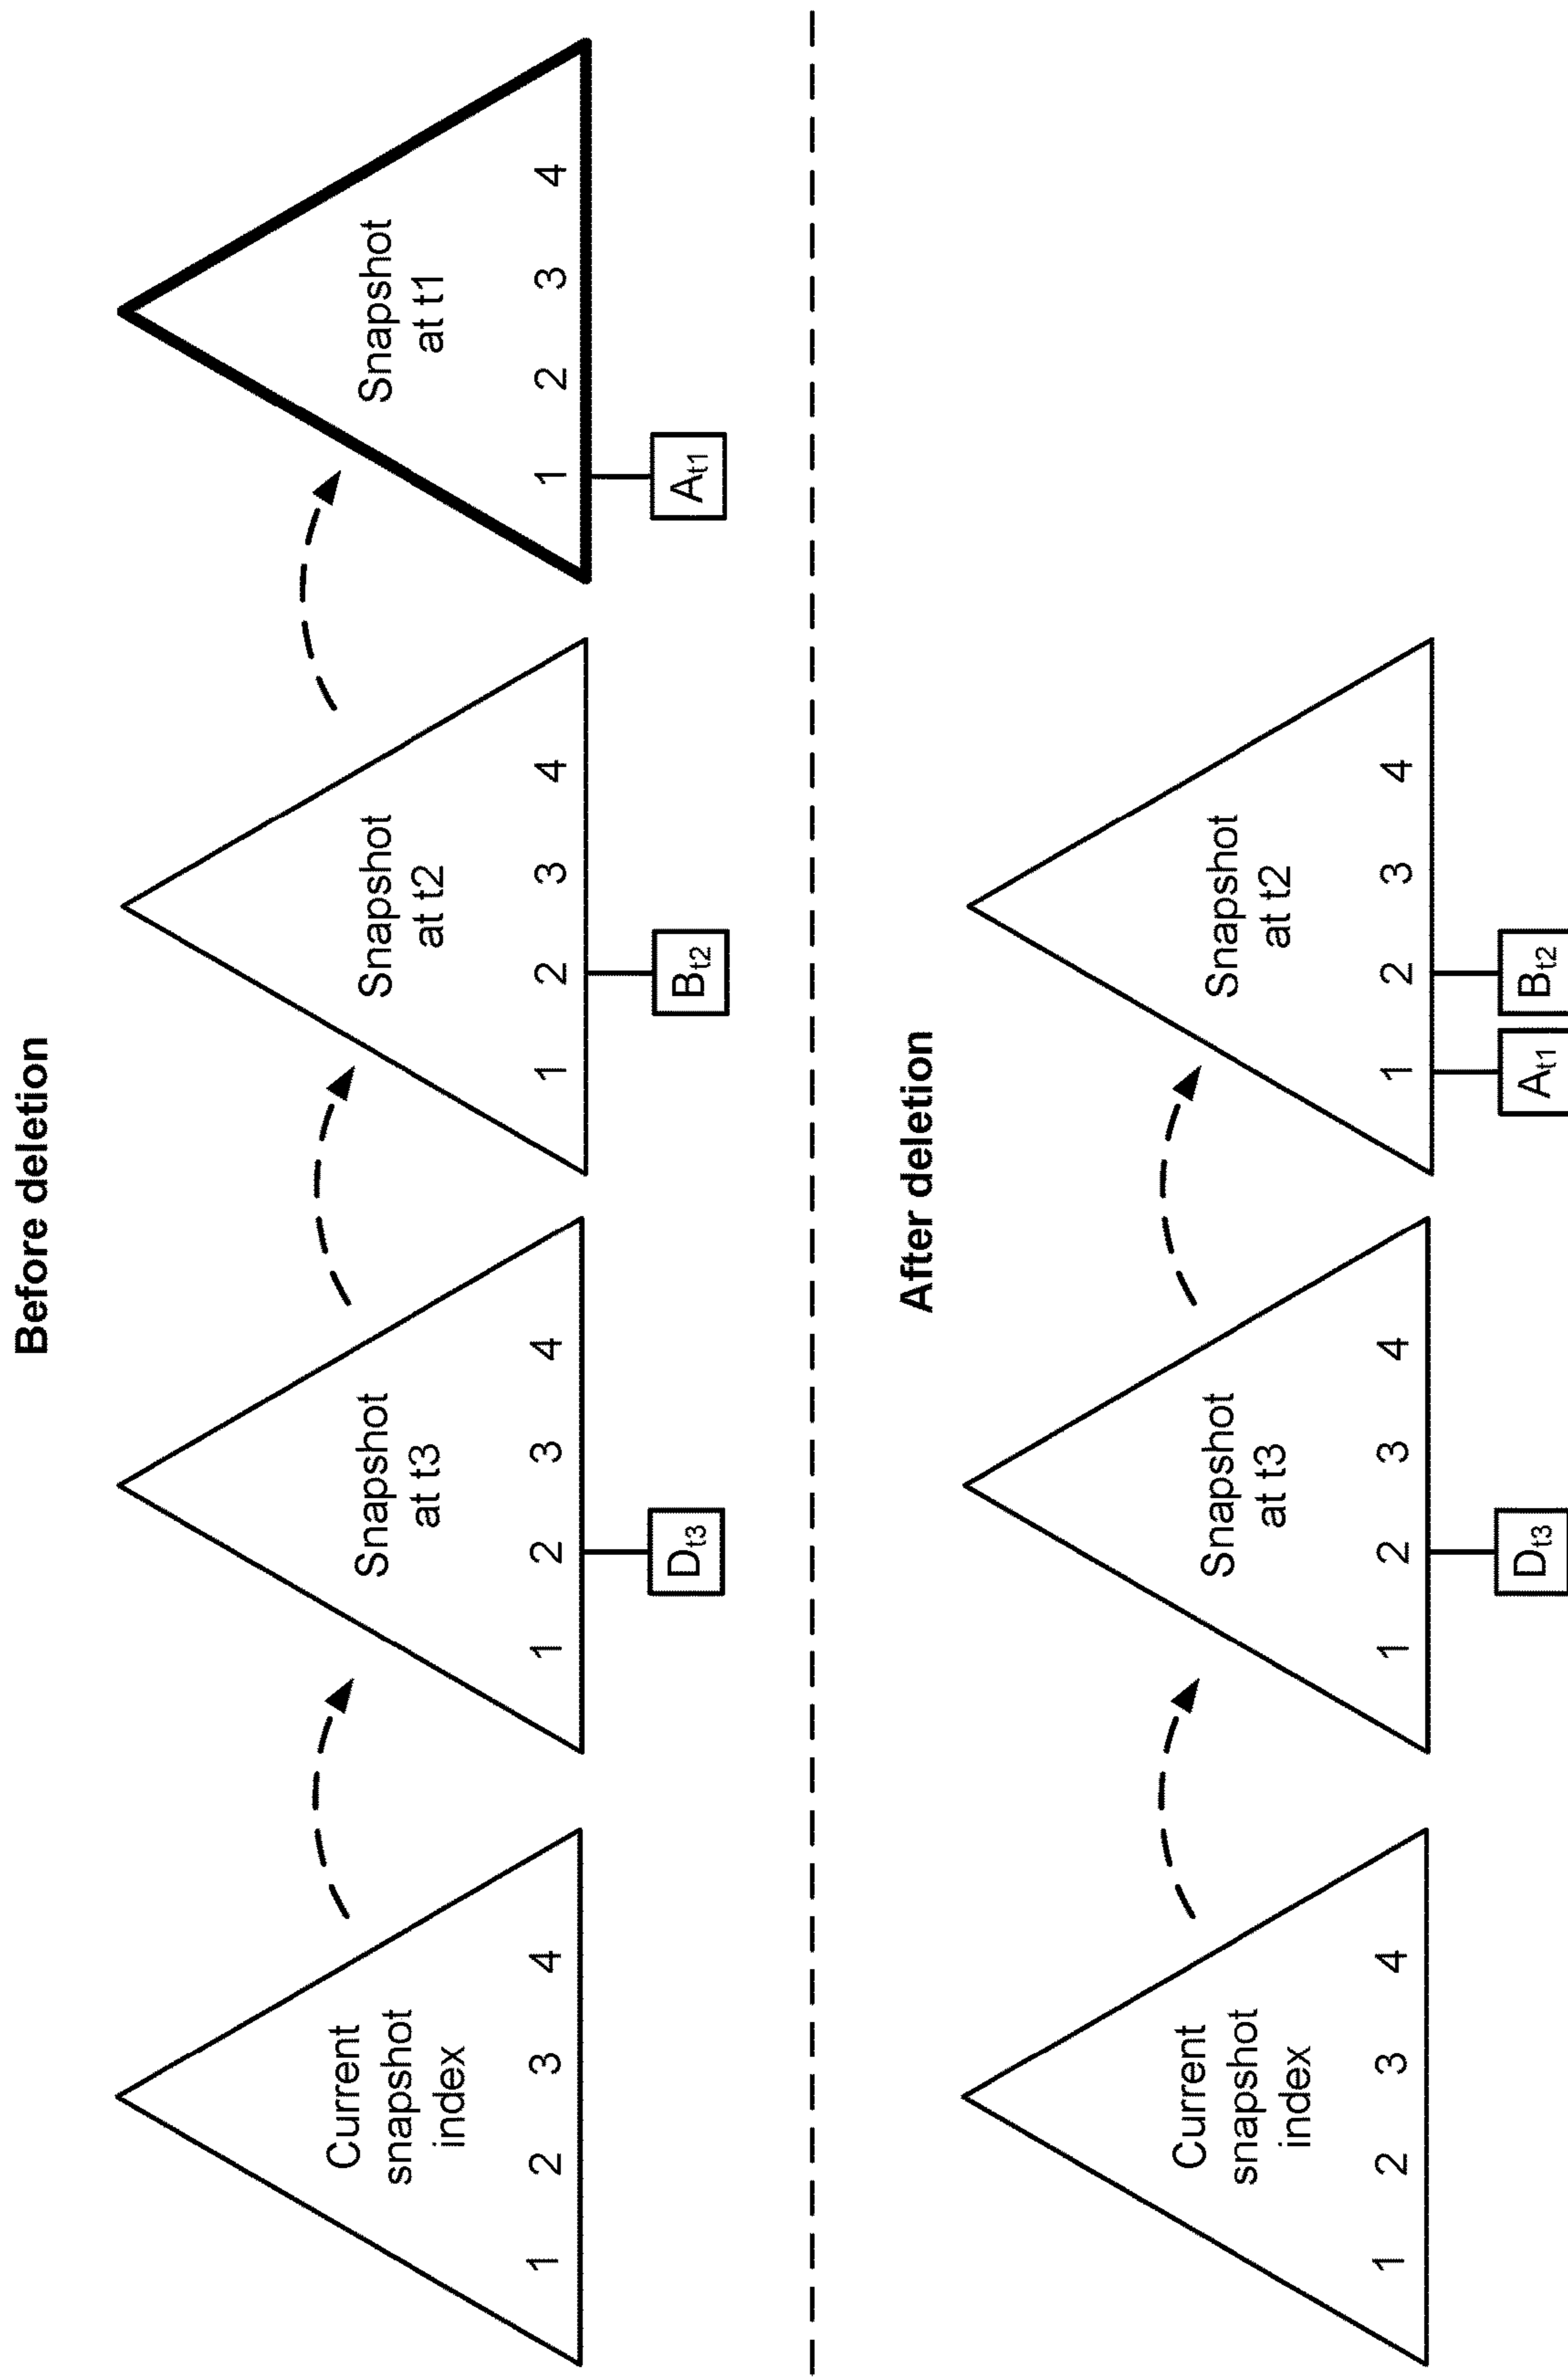 Before deletion
Current
snapshot
index
1 2 3 4
Snapshot
at t3
1 2 3 4
Dt3
Snapshot
at t2
1 2 3 4
Bt2
Snapshot
at t1
1 2 3 4
At1
After deletion
Current
snapshot
index
1 2 3 4
Snapshot
at t3
1 2 3 4
Dt3
Snapshot
at t2
1 2 3 4
At1 Bt2